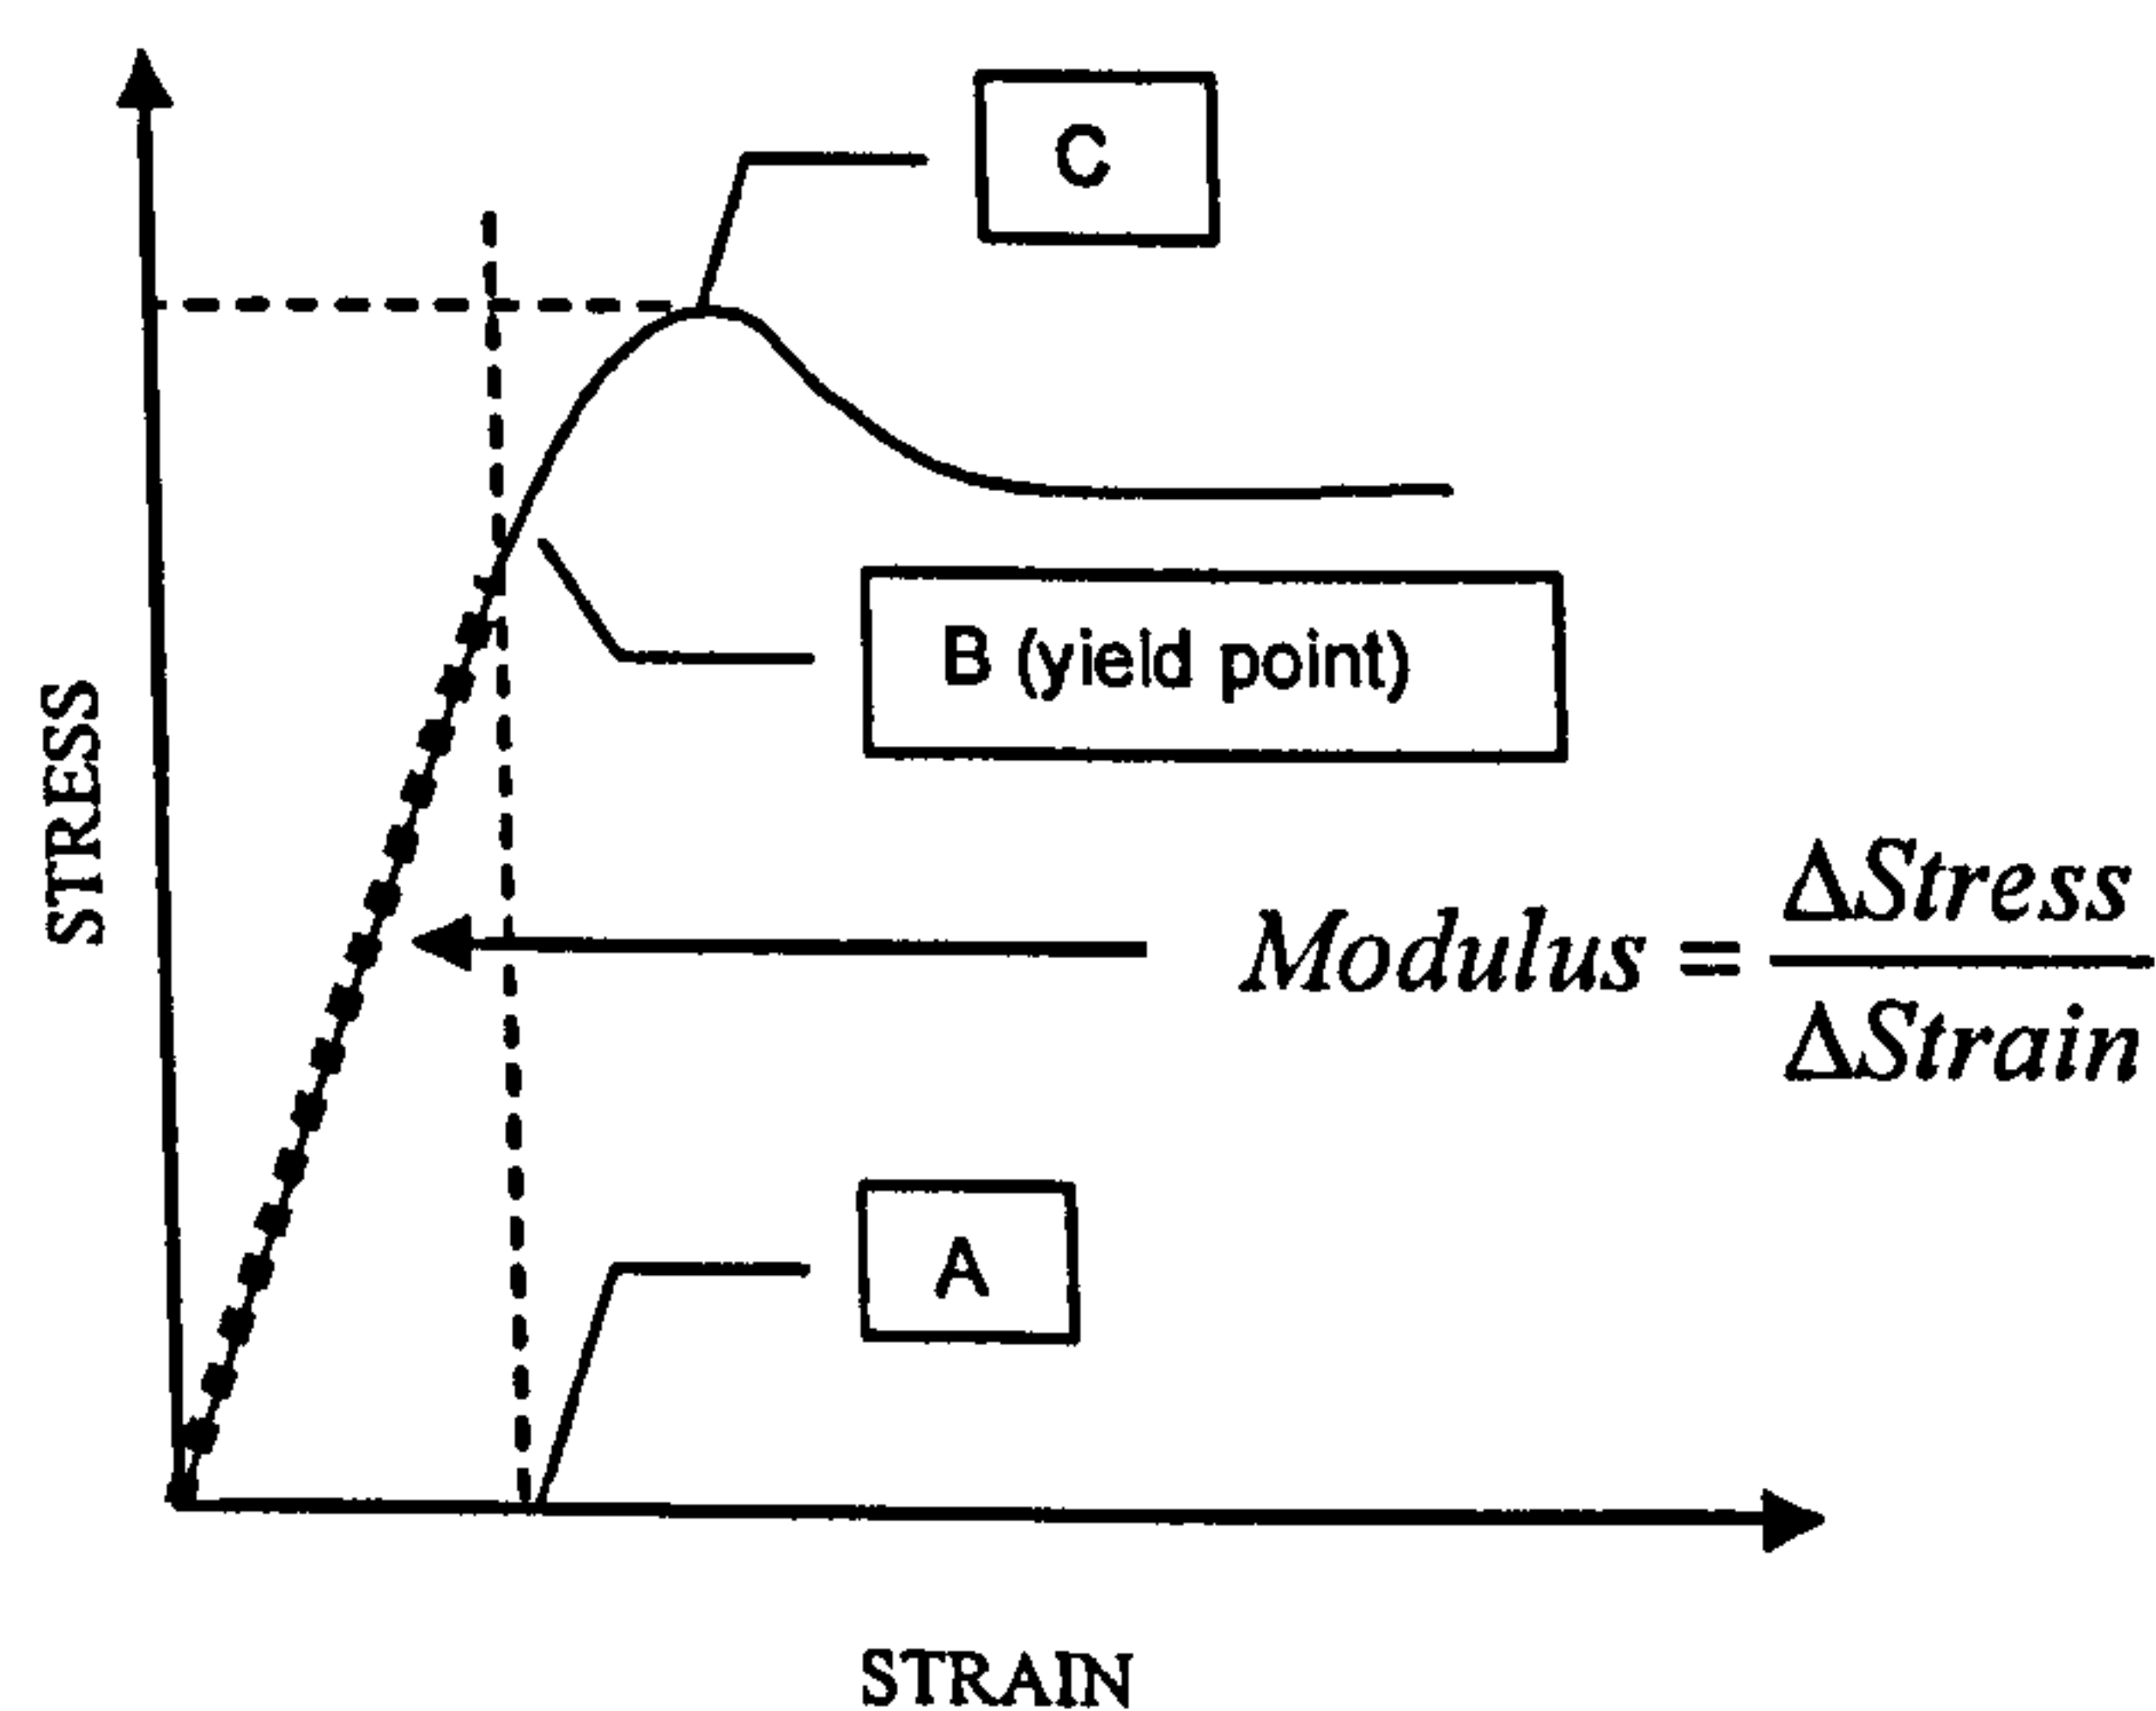 C
STRESS
B (yield point)
Modulus = ΔStress / ΔStrain
A
STRAIN